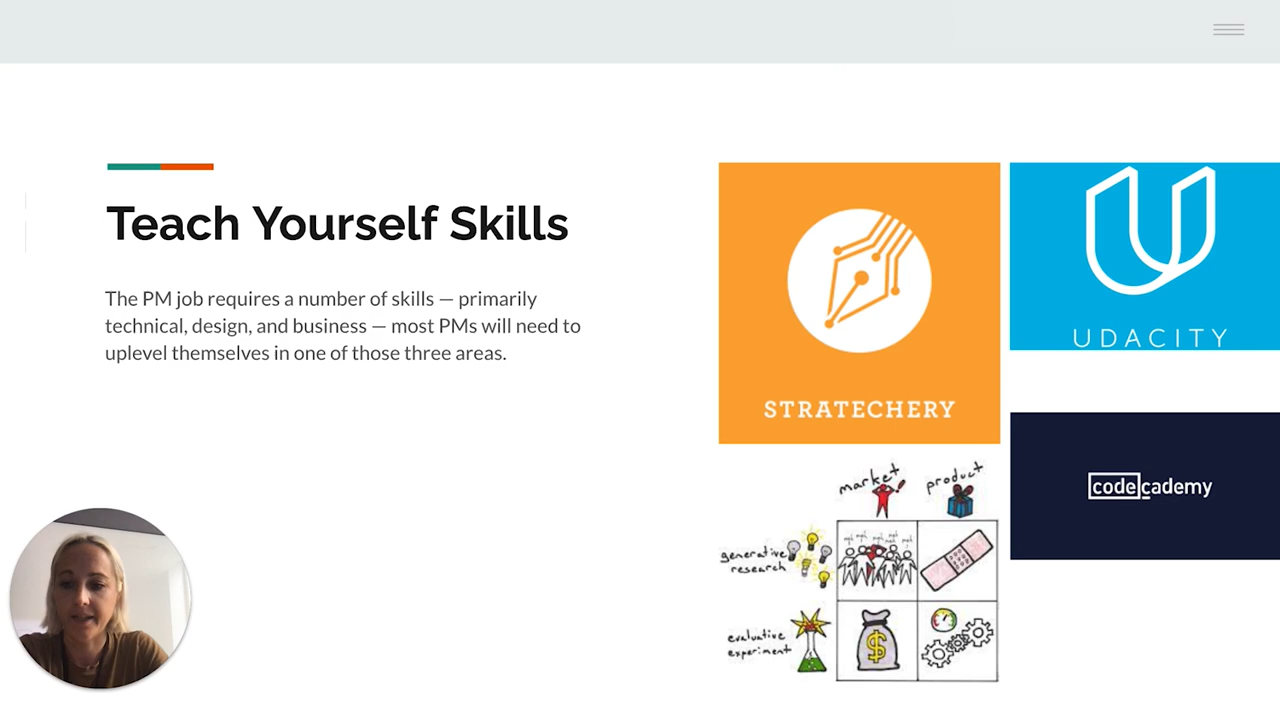 Teach Yourself Skills
The PM job requires a number of skills — primarily
technical, design, and business — most PMs will need to
uplevel themselves in one of those three areas.
STRATECHERY
UDACITY
codecademy
market product
generative
research
evaluative
experiment
$